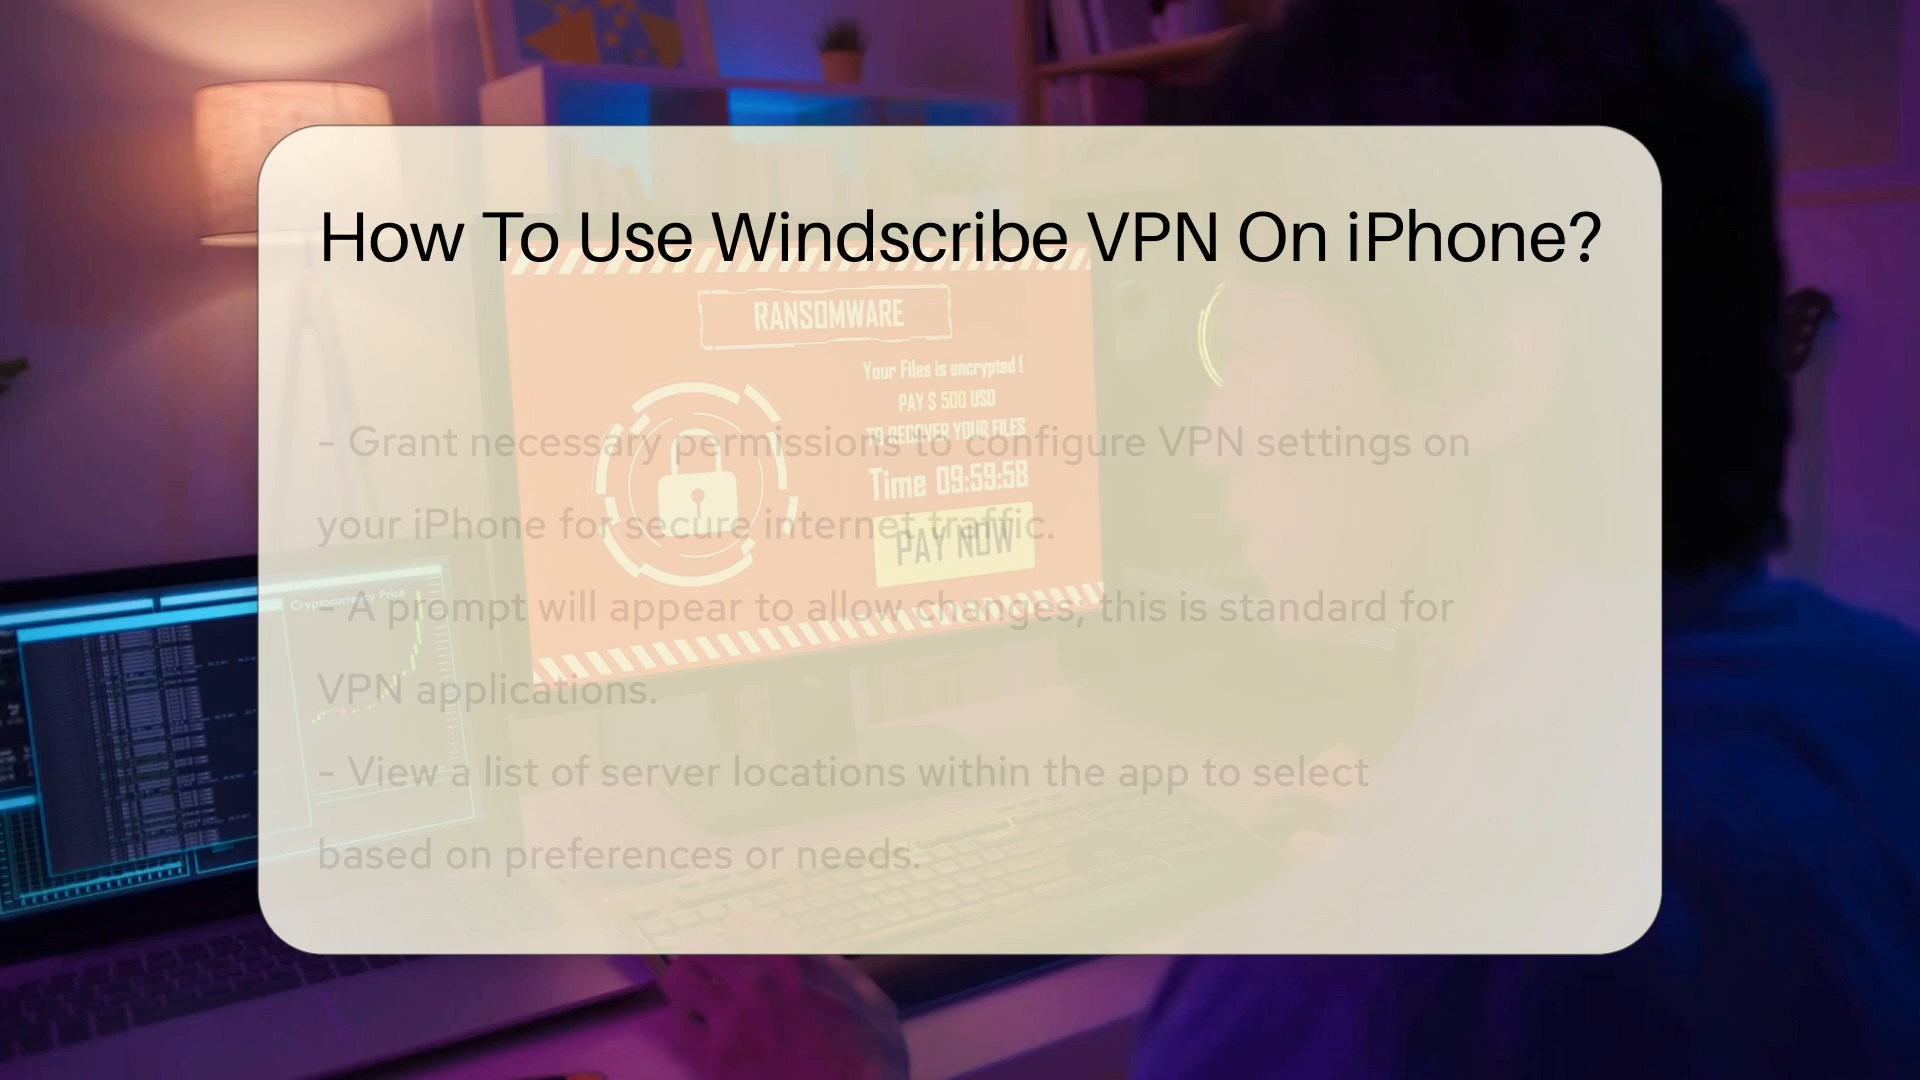 How To Use Windscribe VPN On iPhone?
RANSOMWARE
Your Files is encrypted !
PAY $ 500 USD
TO RECOVER YOUR FILES
Time 09:59:58
PAY NOW
- Grant necessary permissions to configure VPN settings on
your iPhone for secure internet traffic.
- A prompt will appear to allow changes, this is standard for
VPN applications.
- View a list of server locations within the app to select
based on preferences or needs.
Cryptocurrency Price